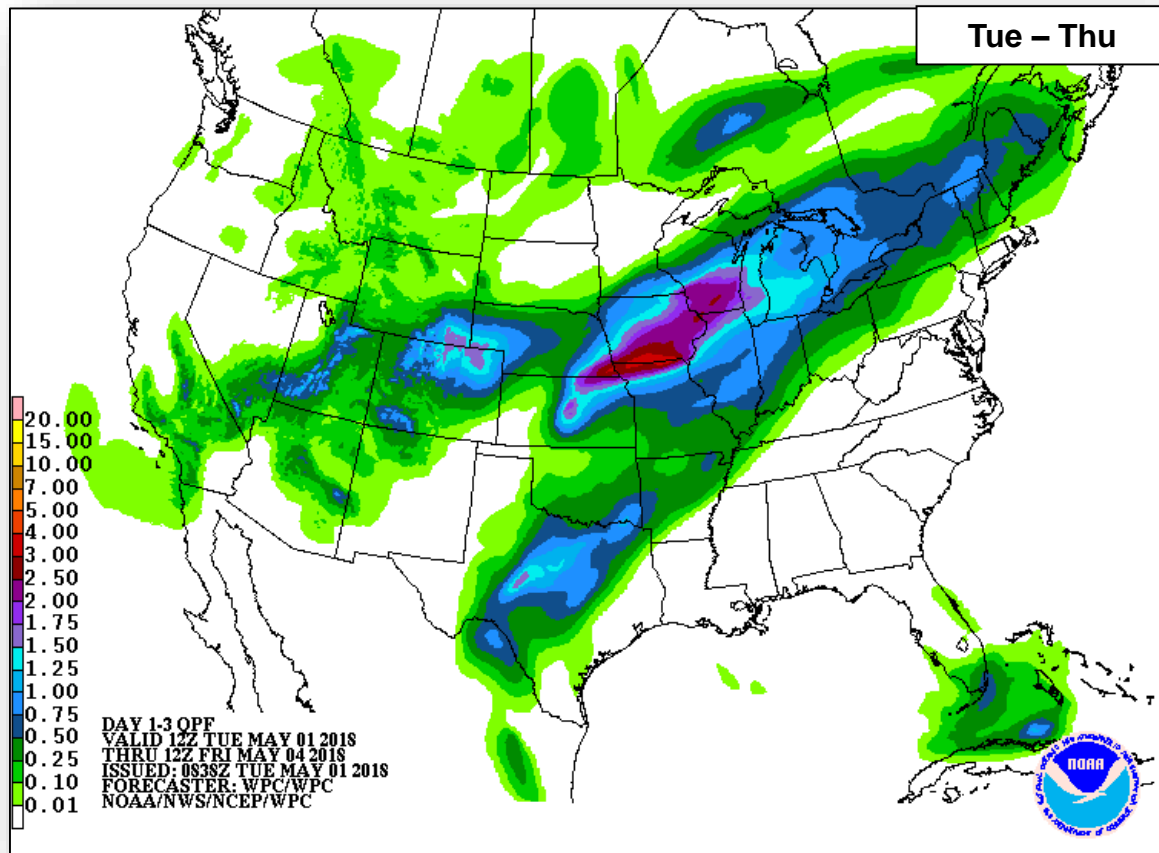 Tue – Thu
20.00
15.00
10.00
7.00
5.00
4.00
3.00
2.50
2.00
1.75
1.50
1.25
1.00
0.75
0.50
0.25
0.10
0.01
DAY 1-3 QPF
VALID 12Z TUE MAY 01 2018
THRU 12Z FRI MAY 04 2018
ISSUED: 0838Z TUE MAY 01 2018
FORECASTER: WPC/WPC
NOAA/NWS/NCEP/WPC
NOAA